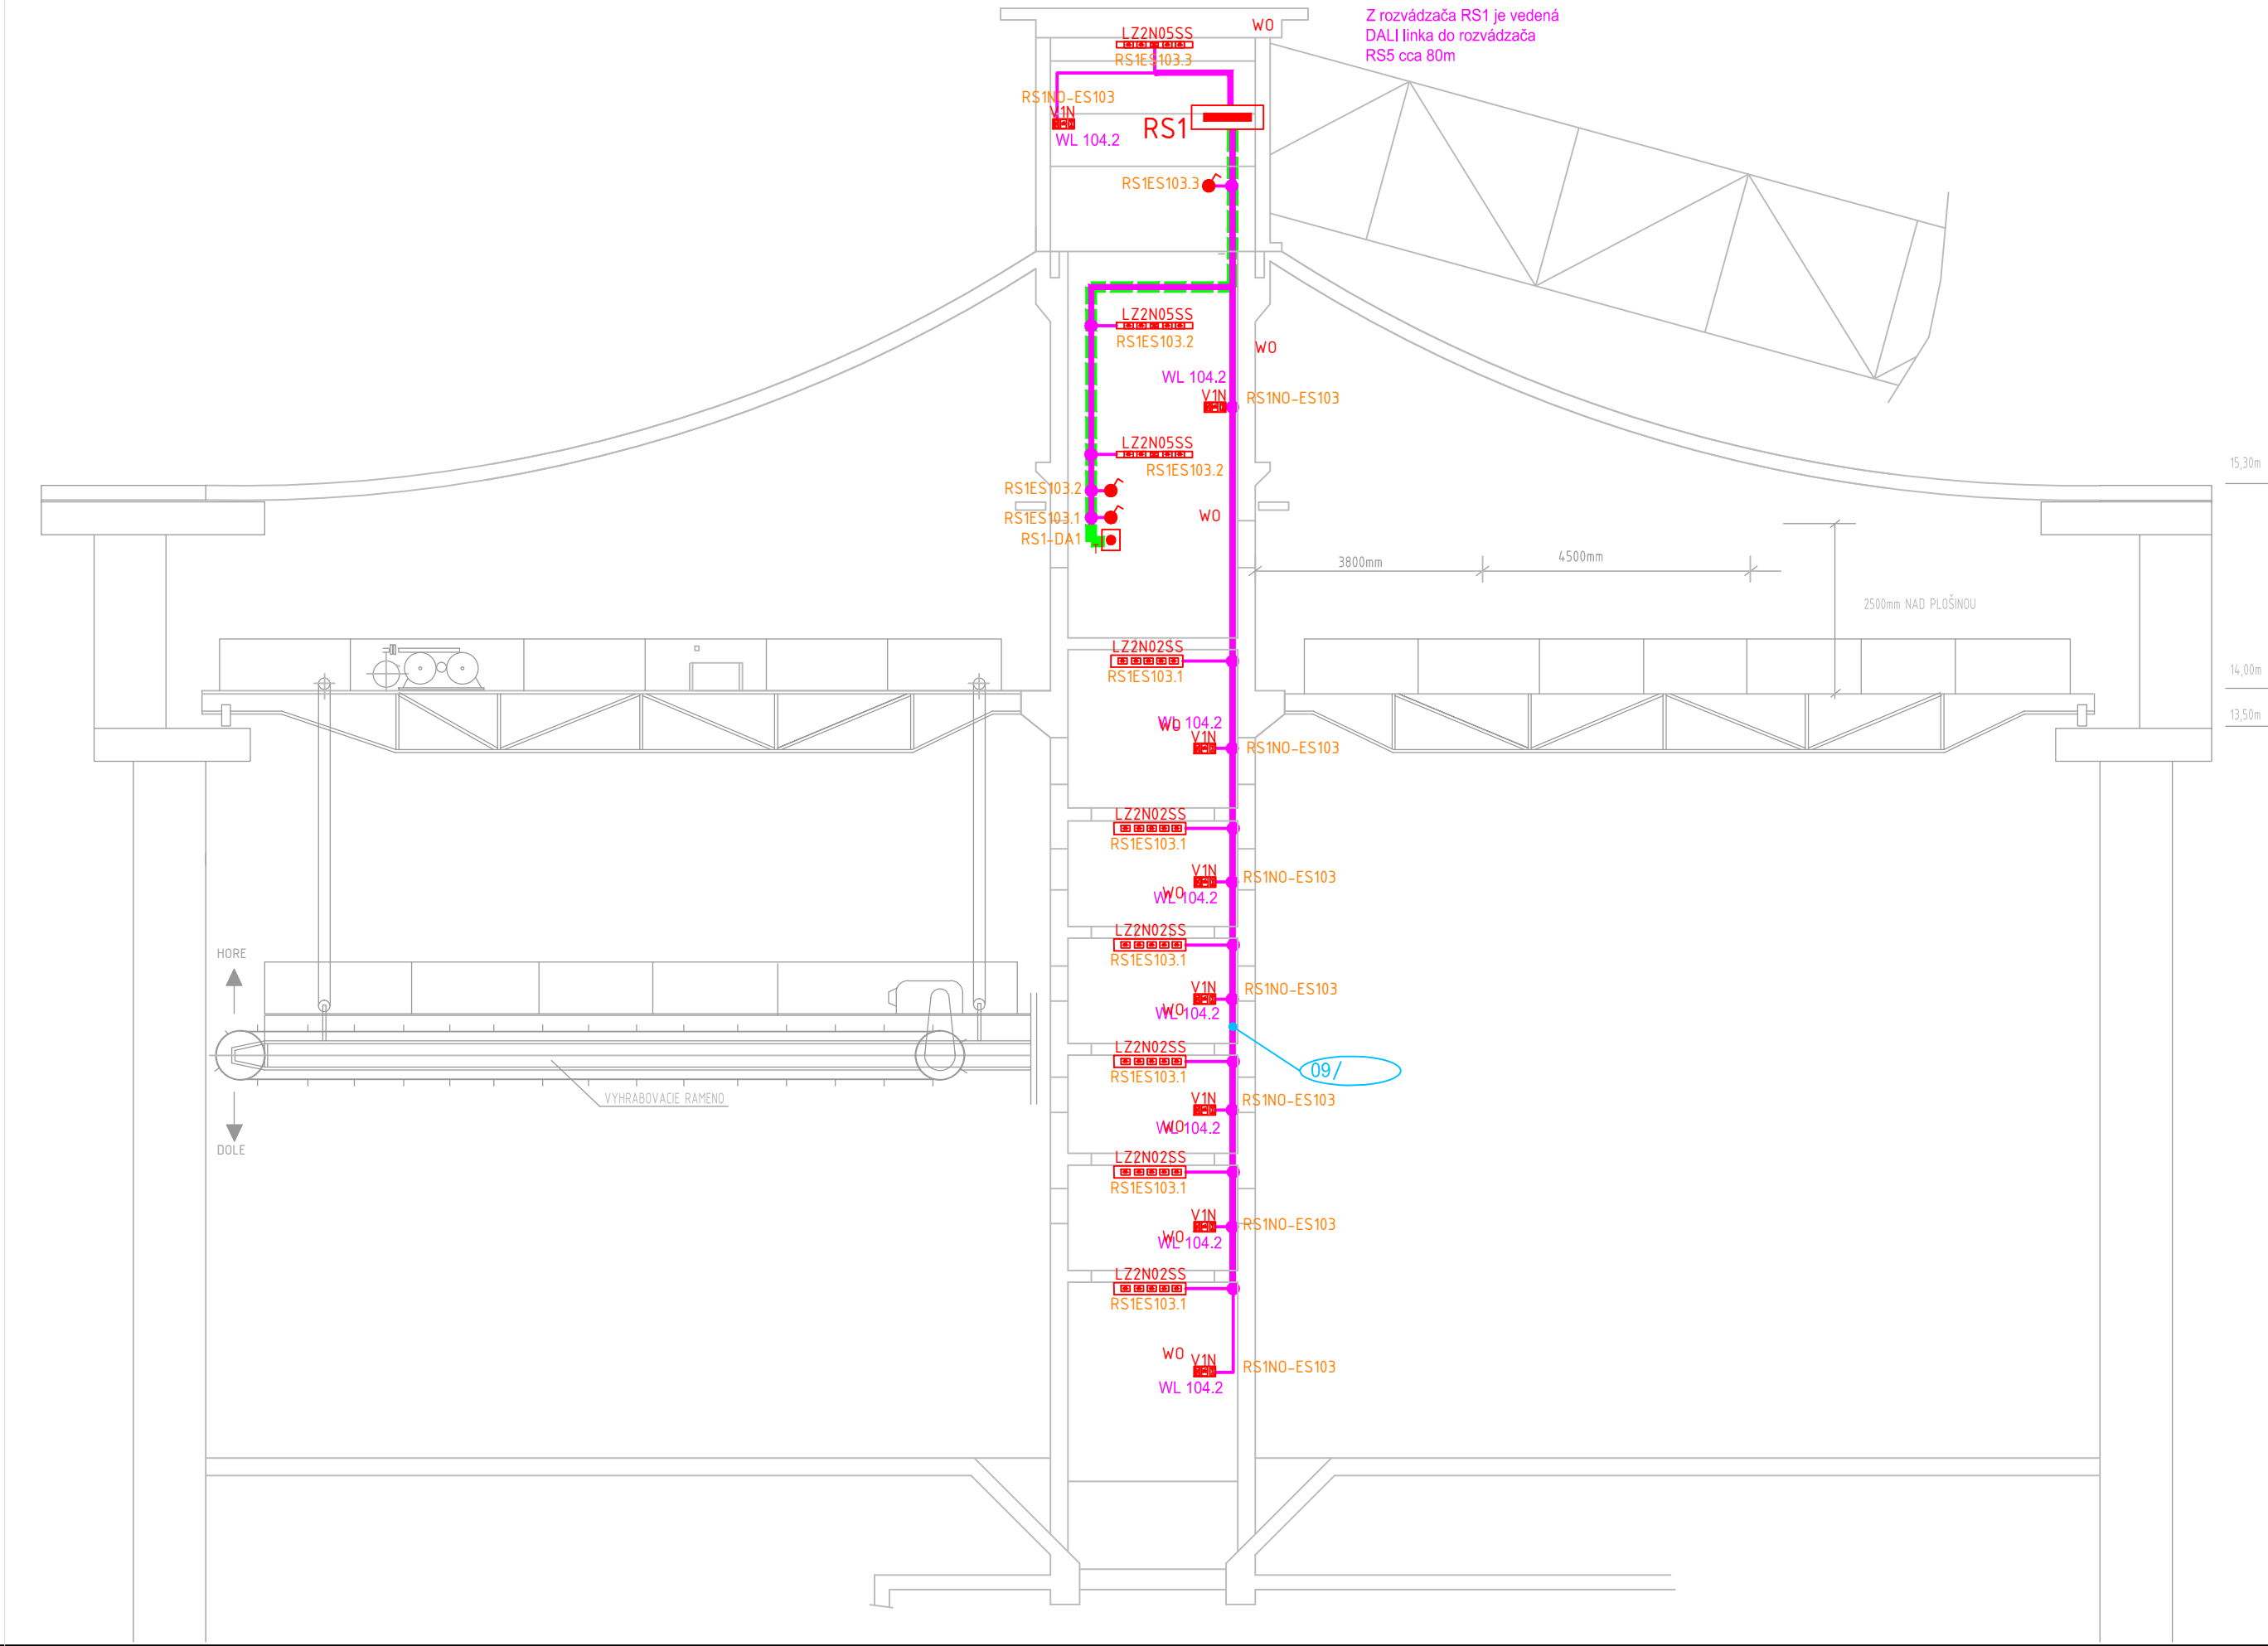 Z rozvádzača RS1 je vedená
DALI linka do rozvádzača
RS5 cca 80m
WO
LZ2N05SS
RS1ES103.3
RS1NO-ES103
V1N
WL 104.2
RS1
RS1ES103.3
LZ2N05SS
RS1ES103.2
WO
WL 104.2
V1N
RS1NO-ES103
LZ2N05SS
RS1ES103.2
15,30m
RS1ES103.2
RS1ES103.1
WO
RS1-DA1
3800mm
4500mm
2500mm NAD PLOŠINOU
LZ2N02SS
RS1ES103.1
14,00m
13,50m
WL 104.2
WO
V1N
RS1NO-ES103
LZ2N02SS
RS1ES103.1
V1N
RS1NO-ES103
WO
WL 104.2
LZ2N02SS
RS1ES103.1
HORE
V1N
RS1NO-ES103
WO
WL 104.2
LZ2N02SS
RS1ES103.1
09/
VYHRABOVACIE RAMENO
V1N
RS1NO-ES103
WO
WL 104.2
DOLE
LZ2N02SS
RS1ES103.1
V1N
RS1NO-ES103
WO
WL 104.2
LZ2N02SS
RS1ES103.1
WO
V1N
RS1NO-ES103
WL 104.2